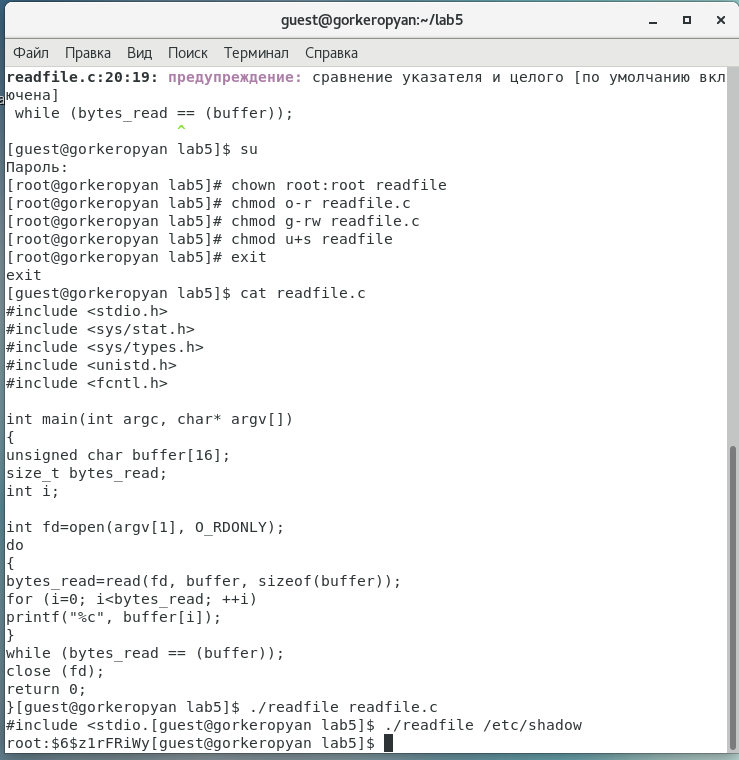 guest@gorkeropyan:~/lab5
Файл Правка Вид Поиск Терминал Справка
readfile.c:20:19: предупреждение: сравнение указателя и целого [по умолчанию вкл
ючена]
 while (bytes_read == (buffer));
                   ^
[guest@gorkeropyan lab5]$ su
Пароль:
[root@gorkeropyan lab5]# chown root:root readfile
[root@gorkeropyan lab5]# chmod o-r readfile.c
[root@gorkeropyan lab5]# chmod g-rw readfile.c
[root@gorkeropyan lab5]# chmod u+s readfile
[root@gorkeropyan lab5]# exit
exit
[guest@gorkeropyan lab5]$ cat readfile.c
#include <stdio.h>
#include <sys/stat.h>
#include <sys/types.h>
#include <unistd.h>
#include <fcntl.h>

int main(int argc, char* argv[])
{
unsigned char buffer[16];
size_t bytes_read;
int i;

int fd=open(argv[1], O_RDONLY);
do
{
bytes_read=read(fd, buffer, sizeof(buffer));
for (i=0; i<bytes_read; ++i)
printf("%c", buffer[i]);
}
while (bytes_read == (buffer));
close (fd);
return 0;
}[guest@gorkeropyan lab5]$ ./readfile readfile.c
#include <stdio.[guest@gorkeropyan lab5]$ ./readfile /etc/shadow
root:$6$z1rFRiWy[guest@gorkeropyan lab5]$